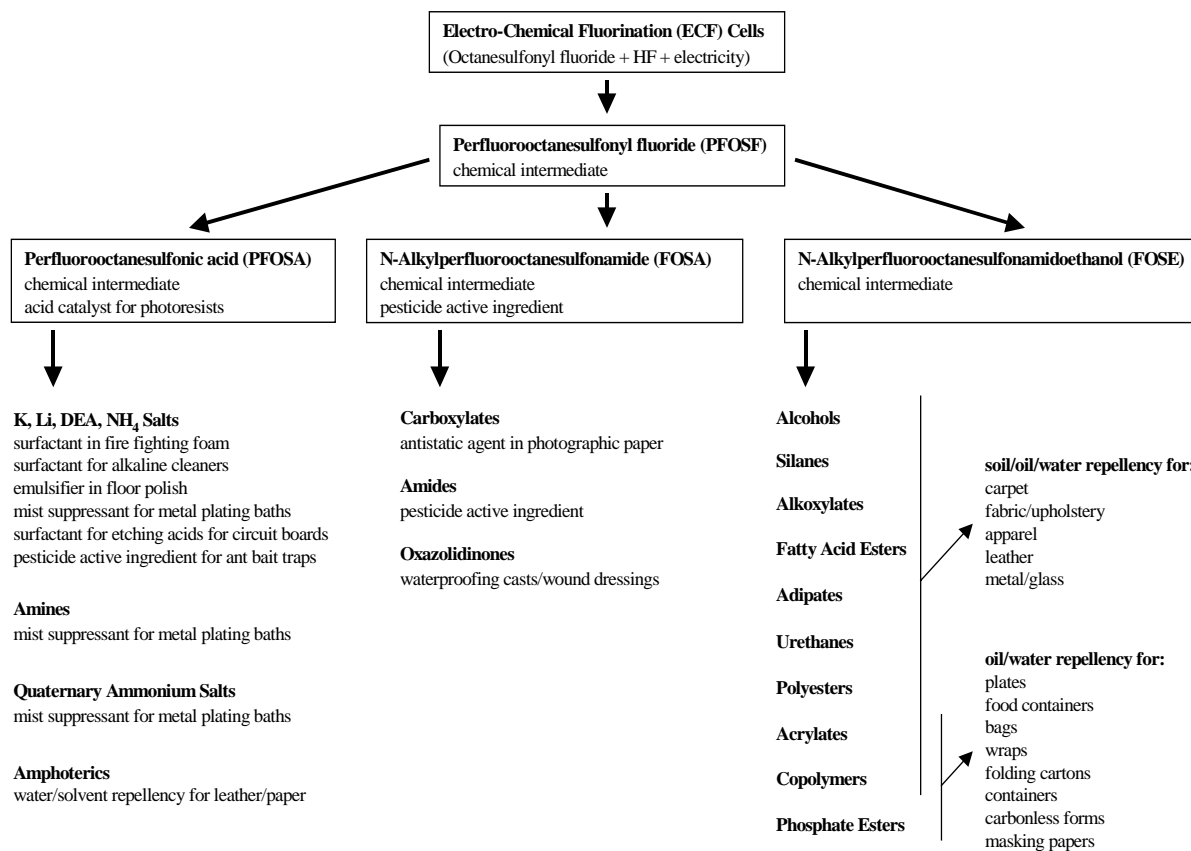 Electro-Chemical Fluorination (ECF) Cells
(Octanesulfonyl fluoride + HF + electricity)
Perfluorooctanesulfonyl fluoride (PFOSF)
chemical intermediate
Perfluorooctanesulfonic acid (PFOSA)
chemical intermediate
acid catalyst for photoresists
N-Alkylperfluorooctanesulfonamide (FOSA)
chemical intermediate
pesticide active ingredient
N-Alkylperfluorooctanesulfonamidoethanol (FOSE)
chemical intermediate
K, Li, DEA, NH4 Salts
surfactant in fire fighting foam
surfactant for alkaline cleaners
emulsifier in floor polish
mist suppressant for metal plating baths
surfactant for etching acids for circuit boards
pesticide active ingredient for ant bait traps
Amines
mist suppressant for metal plating baths
Quaternary Ammonium Salts
mist suppressant for metal plating baths
Amphoterics
water/solvent repellency for leather/paper
Carboxylates
antistatic agent in photographic paper
Amides
pesticide active ingredient
Oxazolidinones
waterproofing casts/wound dressings
Alcohols
Silanes
Alkoxylates
Fatty Acid Esters
Adipates
Urethanes
Polyesters
Acrylates
Copolymers
Phosphate Esters
soil/oil/water repellency for:
carpet
fabric/upholstery
apparel
leather
metal/glass
oil/water repellency for:
plates
food containers
bags
wraps
folding cartons
containers
carbonless forms
masking papers